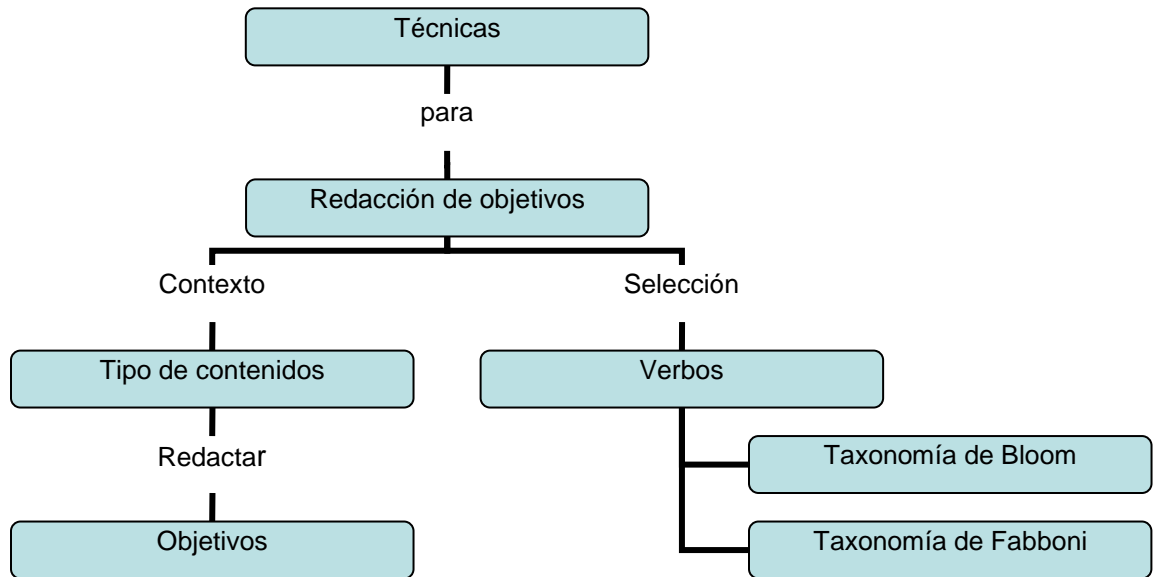 Técnicas
para
Redacción de objetivos
Contexto
Selección
Tipo de contenidos
Verbos
Redactar
Taxonomía de Bloom
Objetivos
Taxonomía de Fabboni